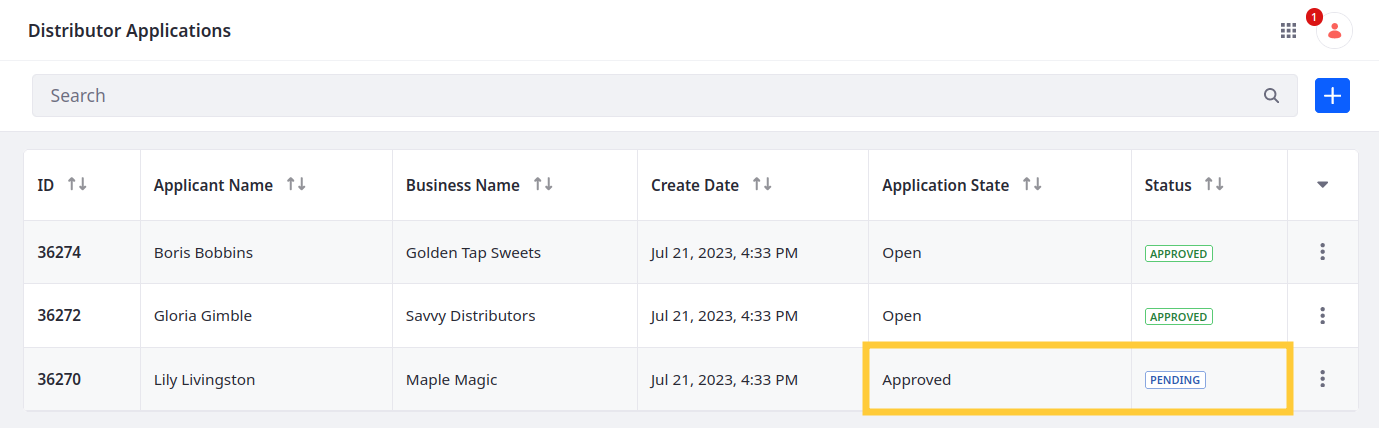 Distributor Applications
1
Search
ID Applicant Name Business Name Create Date Application State Status
36274 Boris Bobbins Golden Tap Sweets Jul 21, 2023, 4:33 PM Open APPROVED
36272 Gloria Gimble Savvy Distributors Jul 21, 2023, 4:33 PM Open APPROVED
36270 Lily Livingston Maple Magic Jul 21, 2023, 4:33 PM Approved PENDING